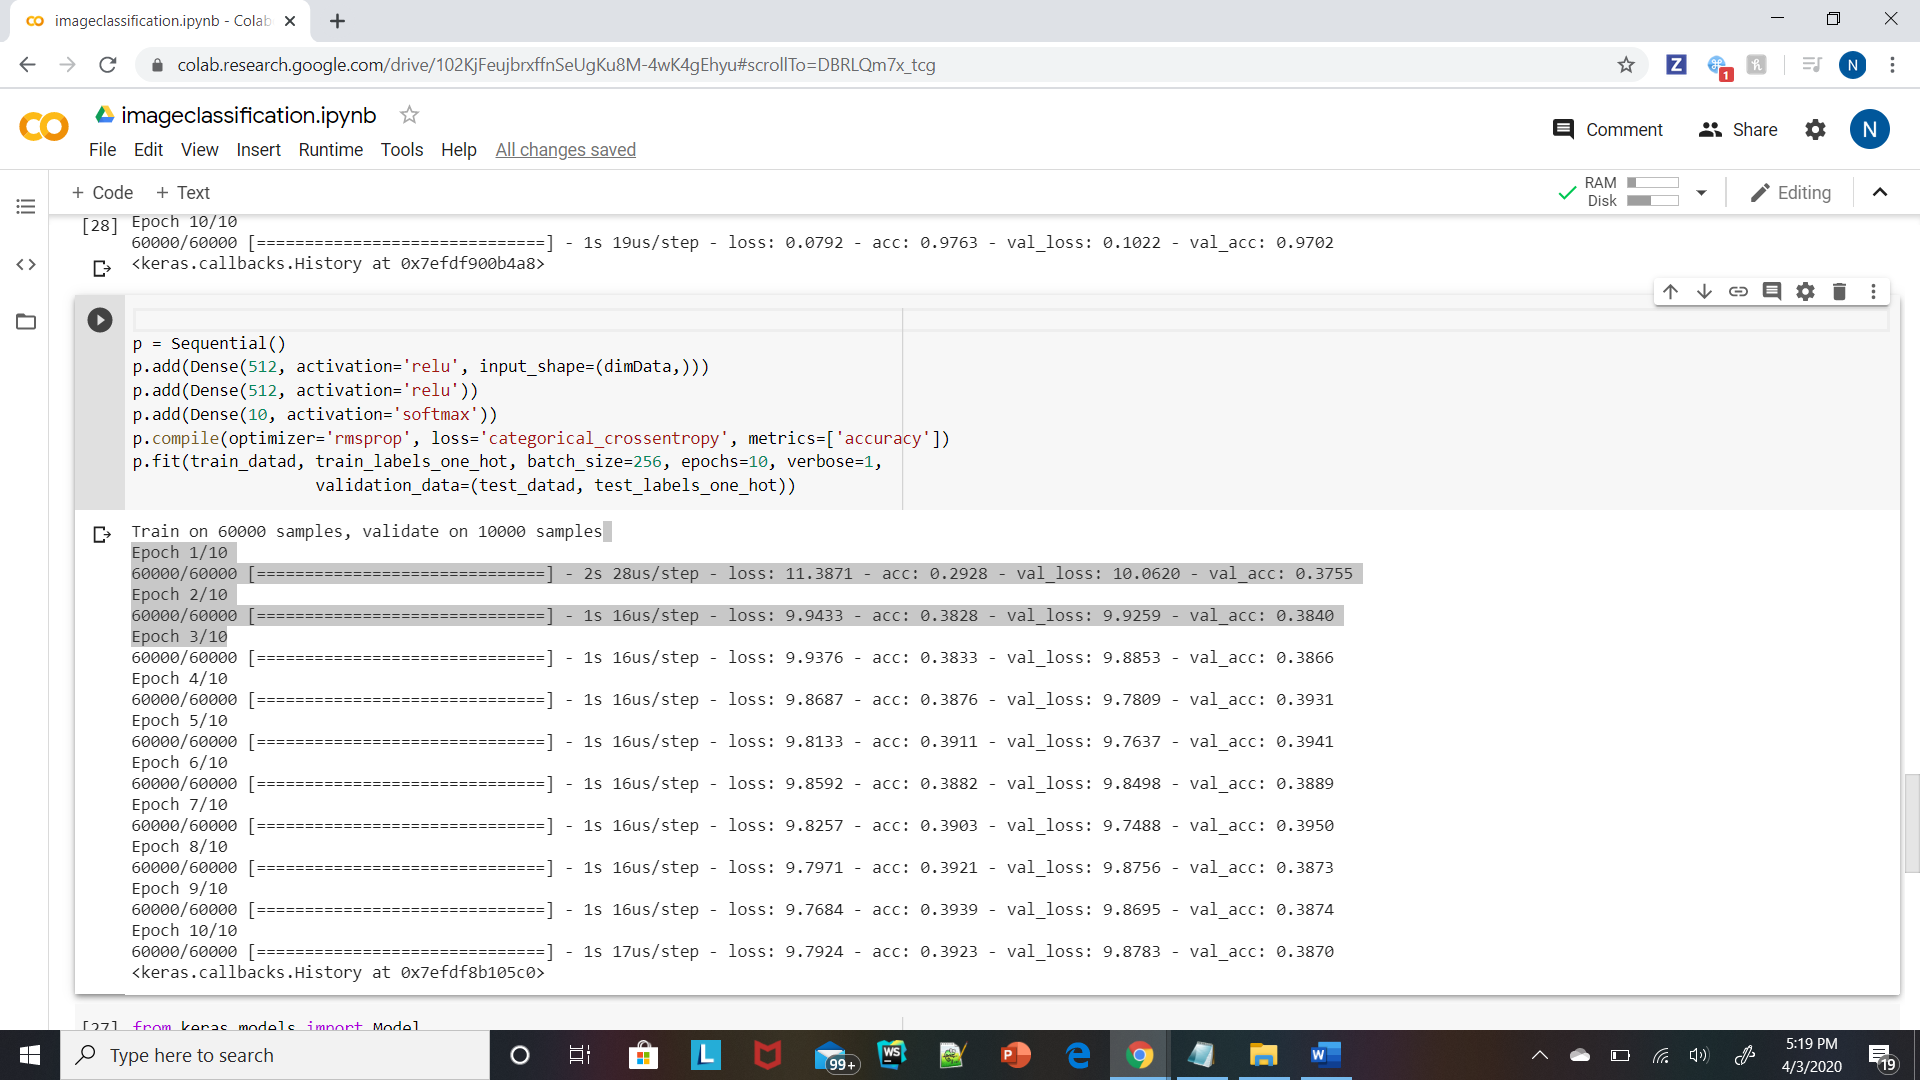 imageclassification.ipynb - Colab
colab.research.google.com/drive/102KjFeujbrxffnSeUgKu8M-4wK4gEhyu#scrollTo=DBRLQm7x_tcg
Z
1
h
N
CO
imageclassification.ipynb
Comment
Share
N
File Edit View Insert Runtime Tools Help All changes saved
+ Code + Text
RAM
Disk
Editing
[28] Epoch 10/10
60000/60000 [==============================] - 1s 19us/step - loss: 0.0792 - acc: 0.9763 - val_loss: 0.1022 - val_acc: 0.9702
<keras.callbacks.History at 0x7efdf900b4a8>
p = Sequential()
p.add(Dense(512, activation='relu', input_shape=(dimData,)))
p.add(Dense(512, activation='relu'))
p.add(Dense(10, activation='softmax'))
p.compile(optimizer='rmsprop', loss='categorical_crossentropy', metrics=['accuracy'])
p.fit(train_datad, train_labels_one_hot, batch_size=256, epochs=10, verbose=1,
validation_data=(test_datad, test_labels_one_hot))
Train on 60000 samples, validate on 10000 samples
Epoch 1/10
60000/60000 [==============================] - 2s 28us/step - loss: 11.3871 - acc: 0.2928 - val_loss: 10.0620 - val_acc: 0.3755
Epoch 2/10
60000/60000 [==============================] - 1s 16us/step - loss: 9.9433 - acc: 0.3828 - val_loss: 9.9259 - val_acc: 0.3840
Epoch 3/10
60000/60000 [==============================] - 1s 16us/step - loss: 9.9376 - acc: 0.3833 - val_loss: 9.8853 - val_acc: 0.3866
Epoch 4/10
60000/60000 [==============================] - 1s 16us/step - loss: 9.8687 - acc: 0.3876 - val_loss: 9.7809 - val_acc: 0.3931
Epoch 5/10
60000/60000 [==============================] - 1s 16us/step - loss: 9.8133 - acc: 0.3911 - val_loss: 9.7637 - val_acc: 0.3941
Epoch 6/10
60000/60000 [==============================] - 1s 16us/step - loss: 9.8592 - acc: 0.3882 - val_loss: 9.8498 - val_acc: 0.3889
Epoch 7/10
60000/60000 [==============================] - 1s 16us/step - loss: 9.8257 - acc: 0.3903 - val_loss: 9.7488 - val_acc: 0.3950
Epoch 8/10
60000/60000 [==============================] - 1s 16us/step - loss: 9.7971 - acc: 0.3921 - val_loss: 9.8756 - val_acc: 0.3873
Epoch 9/10
60000/60000 [==============================] - 1s 16us/step - loss: 9.7684 - acc: 0.3939 - val_loss: 9.8695 - val_acc: 0.3874
Epoch 10/10
60000/60000 [==============================] - 1s 17us/step - loss: 9.7924 - acc: 0.3923 - val_loss: 9.8783 - val_acc: 0.3870
<keras.callbacks.History at 0x7efdf8b105c0>
[27] from keras.models import Model
Type here to search
L
99+
WS
P
W
5:19 PM
4/3/2020
19